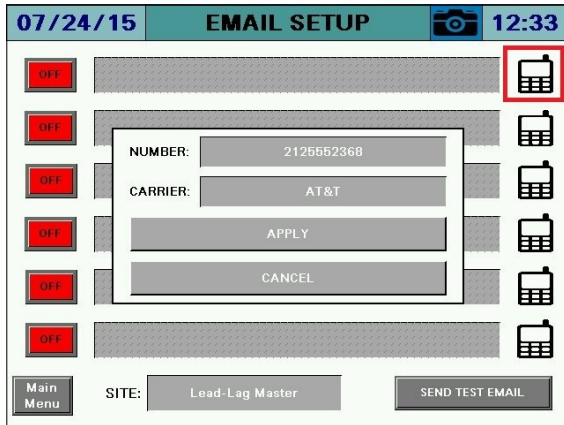 07/24/15 EMAIL SETUP 12:33
OFF
OFF
NUMBER: 2125552368
OFF
CARRIER: AT&T
OFF
APPLY
OFF
CANCEL
OFF
Main Menu
SITE: Lead-Lag Master
SEND TEST EMAIL